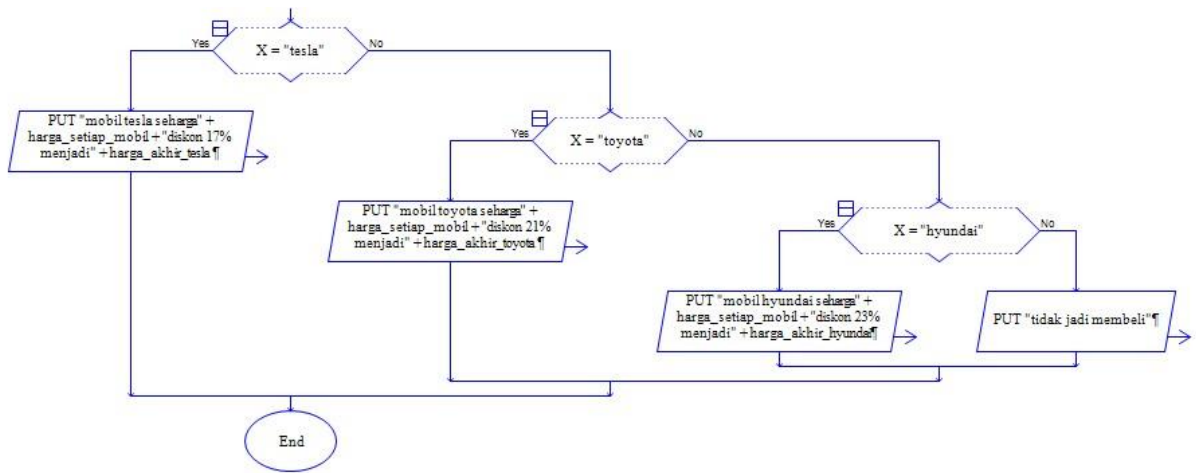 Yes
X = "tesla"
No
PUT "mobil tesla seharga" +
harga_setiap_mobil + "diskon 17%
menjadi" + harga_akhir_tesla¶
Yes
X = "toyota"
No
PUT "mobil toyota seharga" +
harga_setiap_mobil + "diskon 21%
menjadi" + harga_akhir_toyota¶
Yes
X = "hyundai"
No
PUT "mobil hyundai seharga" +
harga_setiap_mobil + "diskon 23%
menjadi" + harga_akhir_hyundai¶
PUT "tidak jadi membeli"¶
End